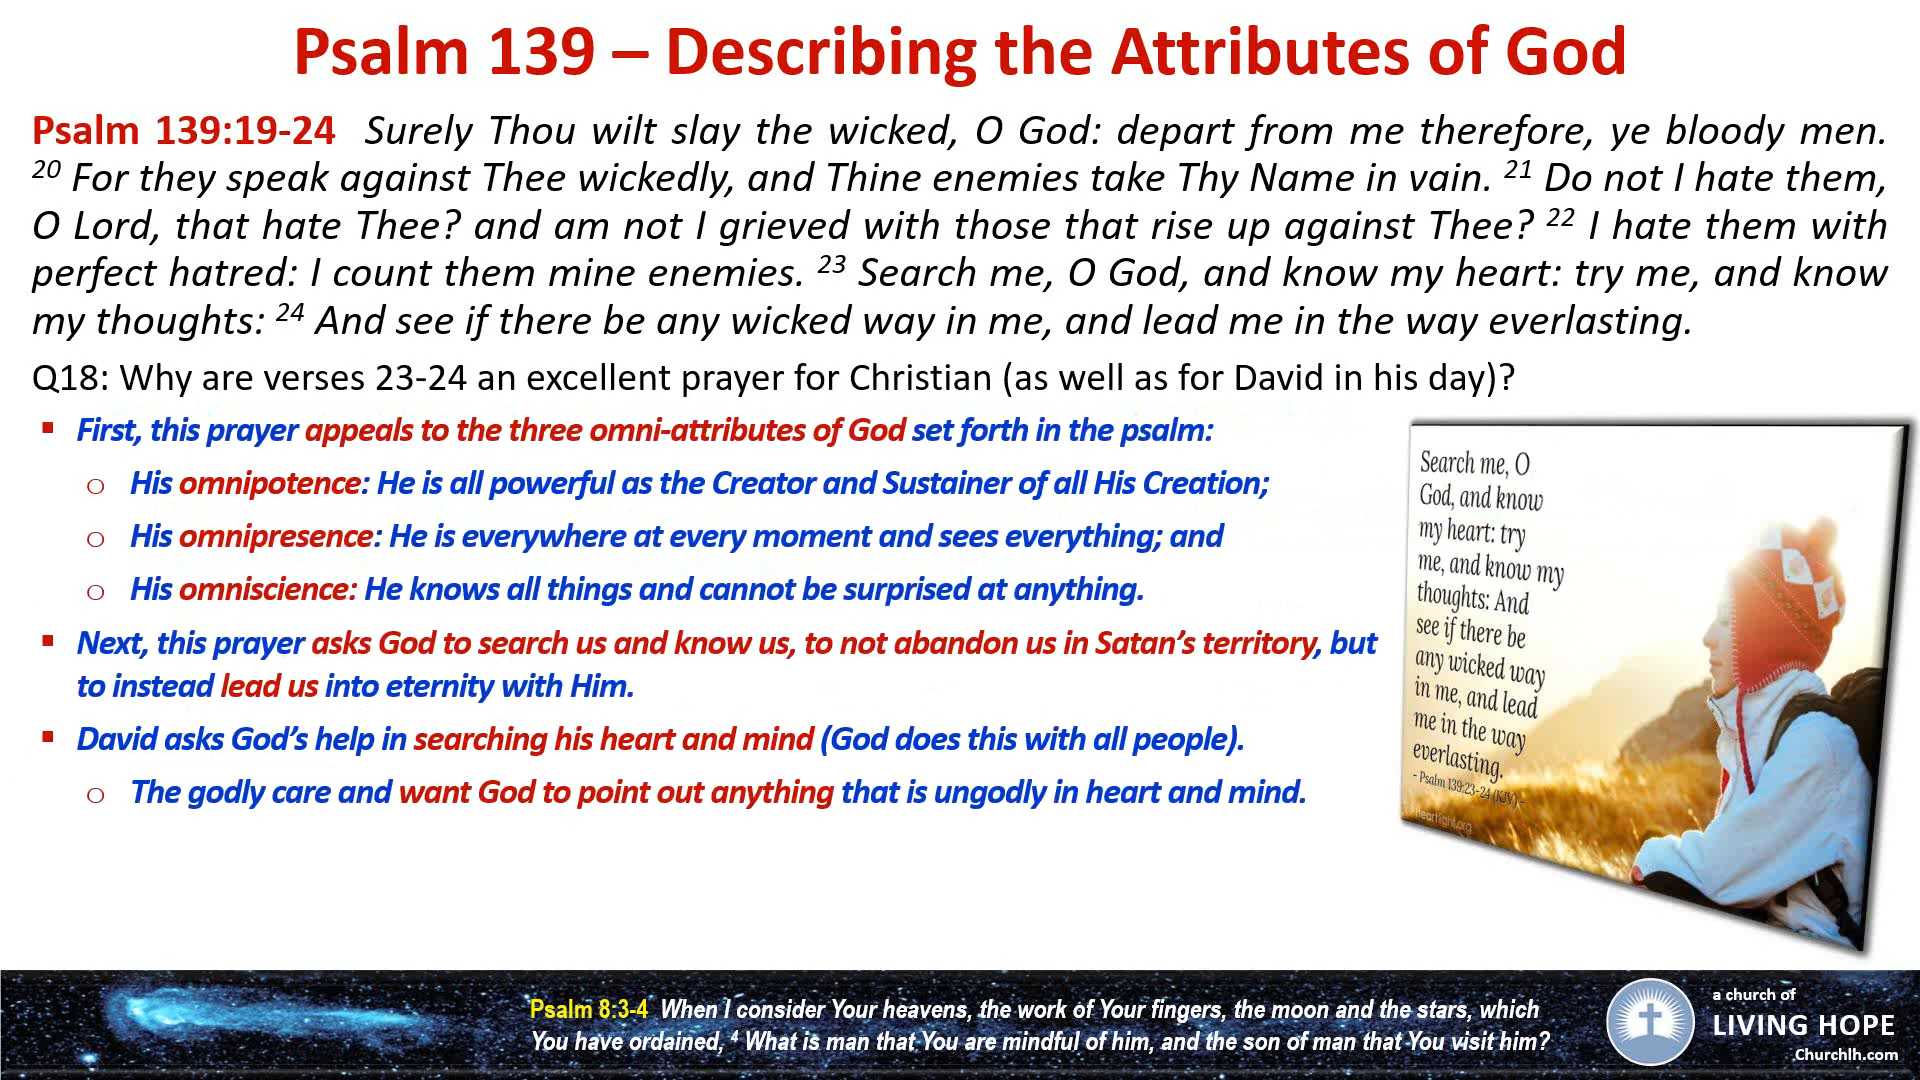 Psalm 139 – Describing the Attributes of God
Psalm 139:19-24 Surely Thou wilt slay the wicked, O God: depart from me therefore, ye bloody men.
20 For they speak against Thee wickedly, and Thine enemies take Thy Name in vain. 21 Do not I hate them,
O Lord, that hate Thee? and am not I grieved with those that rise up against Thee? 22 I hate them with
perfect hatred: I count them mine enemies. 23 Search me, O God, and know my heart: try me, and know
my thoughts: 24 And see if there be any wicked way in me, and lead me in the way everlasting.
Q18: Why are verses 23-24 an excellent prayer for Christian (as well as for David in his day)?
▪ First, this prayer appeals to the three omni-attributes of God set forth in the psalm:
o His omnipotence: He is all powerful as the Creator and Sustainer of all His Creation;
o His omnipresence: He is everywhere at every moment and sees everything; and
o His omniscience: He knows all things and cannot be surprised at anything.
▪ Next, this prayer asks God to search us and know us, to not abandon us in Satan’s territory, but
to instead lead us into eternity with Him.
▪ David asks God’s help in searching his heart and mind (God does this with all people).
o The godly care and want God to point out anything that is ungodly in heart and mind.
Search me, O
God, and know
my heart: try
me, and know my
thoughts: And
see if there be
any wicked way
in me, and lead
me in the way
everlasting.
- Psalm 139:23-24 (KJV) -
heartlight.org
Psalm 8:3-4 When I consider Your heavens, the work of Your fingers, the moon and the stars, which
You have ordained, 4 What is man that You are mindful of him, and the son of man that You visit him?
a church of
LIVING HOPE
Churchlh.com